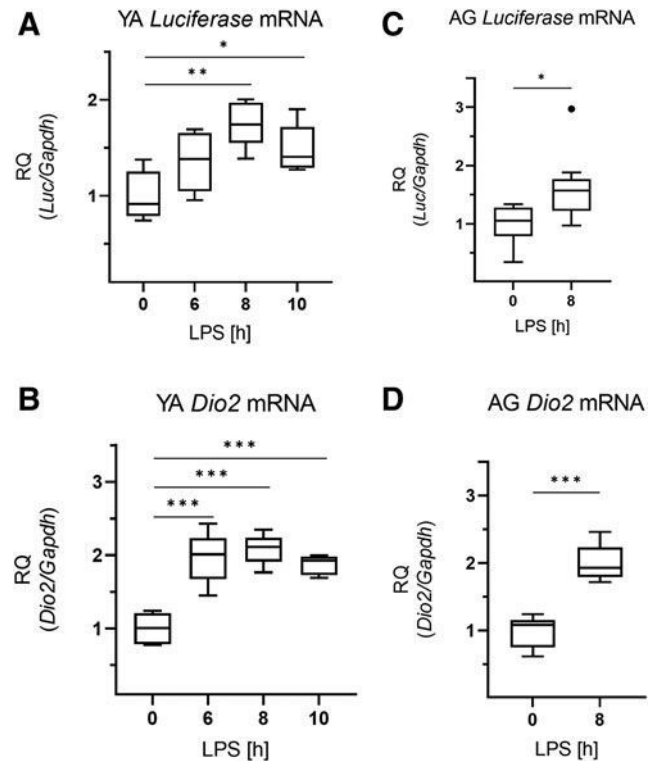 A
YA Luciferase mRNA
*
**
2
1
RQ
(Luc/Gapdh)
0 6 8 10
LPS [h]
C
AG Luciferase mRNA
*
3
2
1
RQ
(Luc/Gapdh)
0 8
LPS [h]
B
YA Dio2 mRNA
***
***
***
3
2
1
RQ
(Dio2/Gapdh)
0 6 8 10
LPS [h]
D
AG Dio2 mRNA
***
3
2
1
RQ
(Dio2/Gapdh)
0 8
LPS [h]